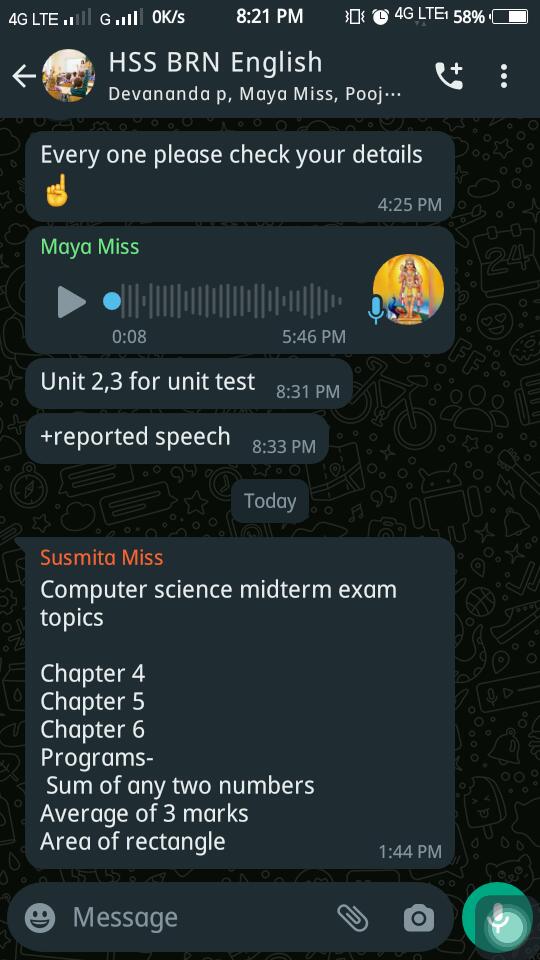 4G LTE G 0K/s 8:21 PM 4G LTE 58%
HSS BRN English
Devananda p, Maya Miss, Pooj...
Every one please check your details
☝
4:25 PM
Maya Miss
0:08 5:46 PM
Unit 2,3 for unit test 8:31 PM
+reported speech 8:33 PM
Today
Susmita Miss
Computer science midterm exam
topics
Chapter 4
Chapter 5
Chapter 6
Programs-
Sum of any two numbers
Average of 3 marks
Area of rectangle
1:44 PM
Message